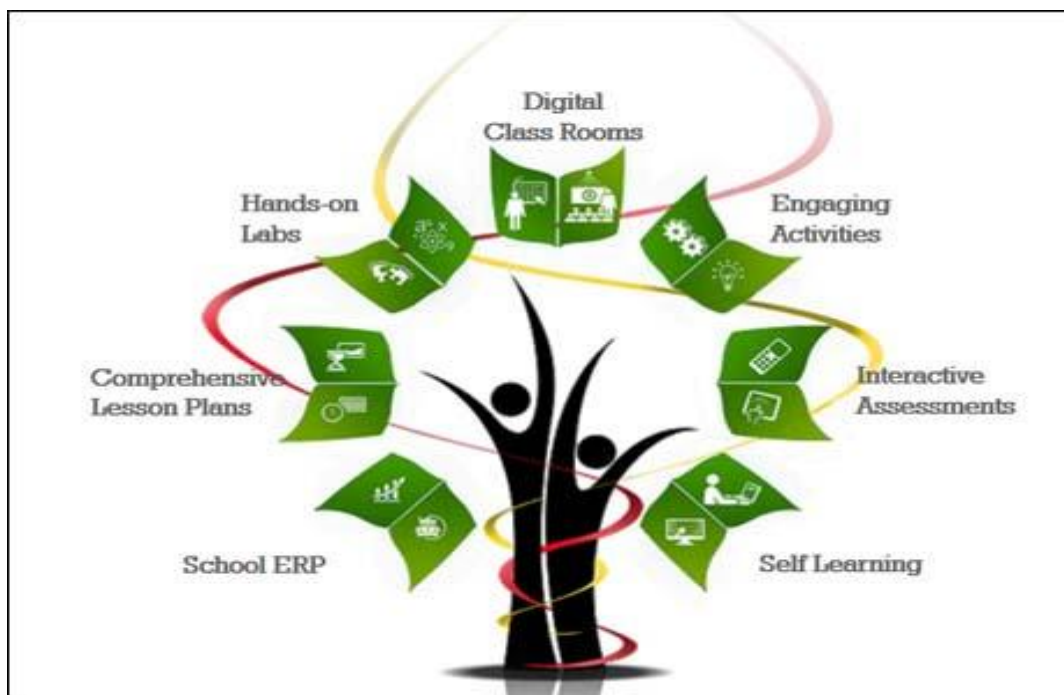 Digital
Class Rooms
Hands-on
Labs
Engaging
Activities
Comprehensive
Lesson Plans
Interactive
Assessments
School ERP
Self Learning